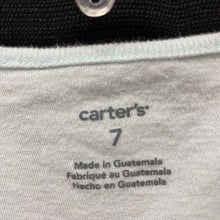 carter's
7
Made in Guatemala
Fabriqué au Guatemala
Hecho en Guatemala